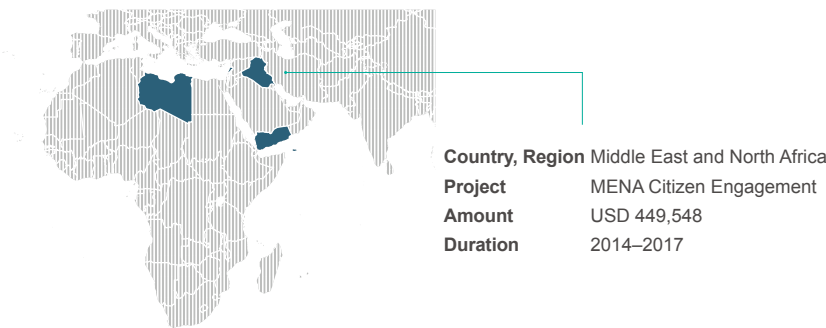 Country, Region Middle East and North Africa
Project MENA Citizen Engagement
Amount USD 449,548
Duration 2014–2017